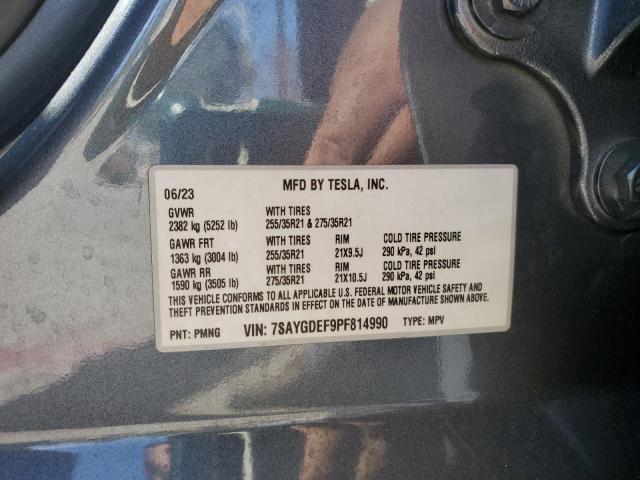 06/23 MFD BY TESLA, INC.
GVWR WITH TIRES
2382 kg (5252 lb) 255/35R21 & 275/35R21
GAWR FRT WITH TIRES RIM COLD TIRE PRESSURE
1363 kg (3004 lb) 255/35R21 21X9.5J 290 kPa, 42 psi
GAWR RR WITH TIRES RIM COLD TIRE PRESSURE
1590 kg (3505 lb) 275/35R21 21X10.5J 290 kPa, 42 psi
THIS VEHICLE CONFORMS TO ALL APPLICABLE U.S. FEDERAL MOTOR VEHICLE SAFETY AND
THEFT PREVENTION STANDARDS IN EFFECT ON THE DATE OF MANUFACTURE SHOWN ABOVE.
PNT: PMNG VIN: 7SAYGDEF9PF814990 TYPE: MPV